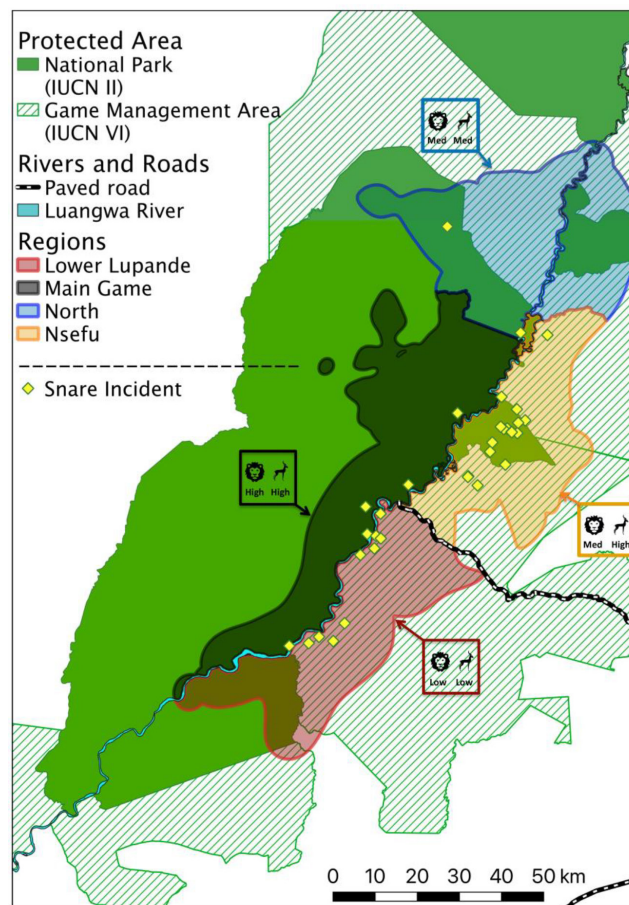 Protected Area
National Park
(IUCN II)
Game Management Area
(IUCN VI)
Rivers and Roads
Paved road
Luangwa River
Regions
Lower Lupande
Main Game
North
Nsefu
Snare Incident
Med Med
High High
Med High
Low Low
0 10 20 30 40 50 km